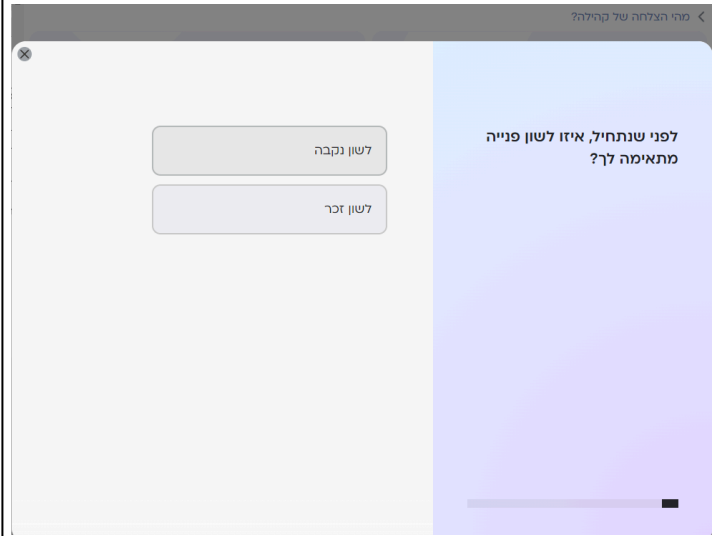 מהי הצלחה של קהילה?
לפני שנתחיל, איזו לשון פנייה
מתאימה לך?
לשון נקבה
לשון זכר